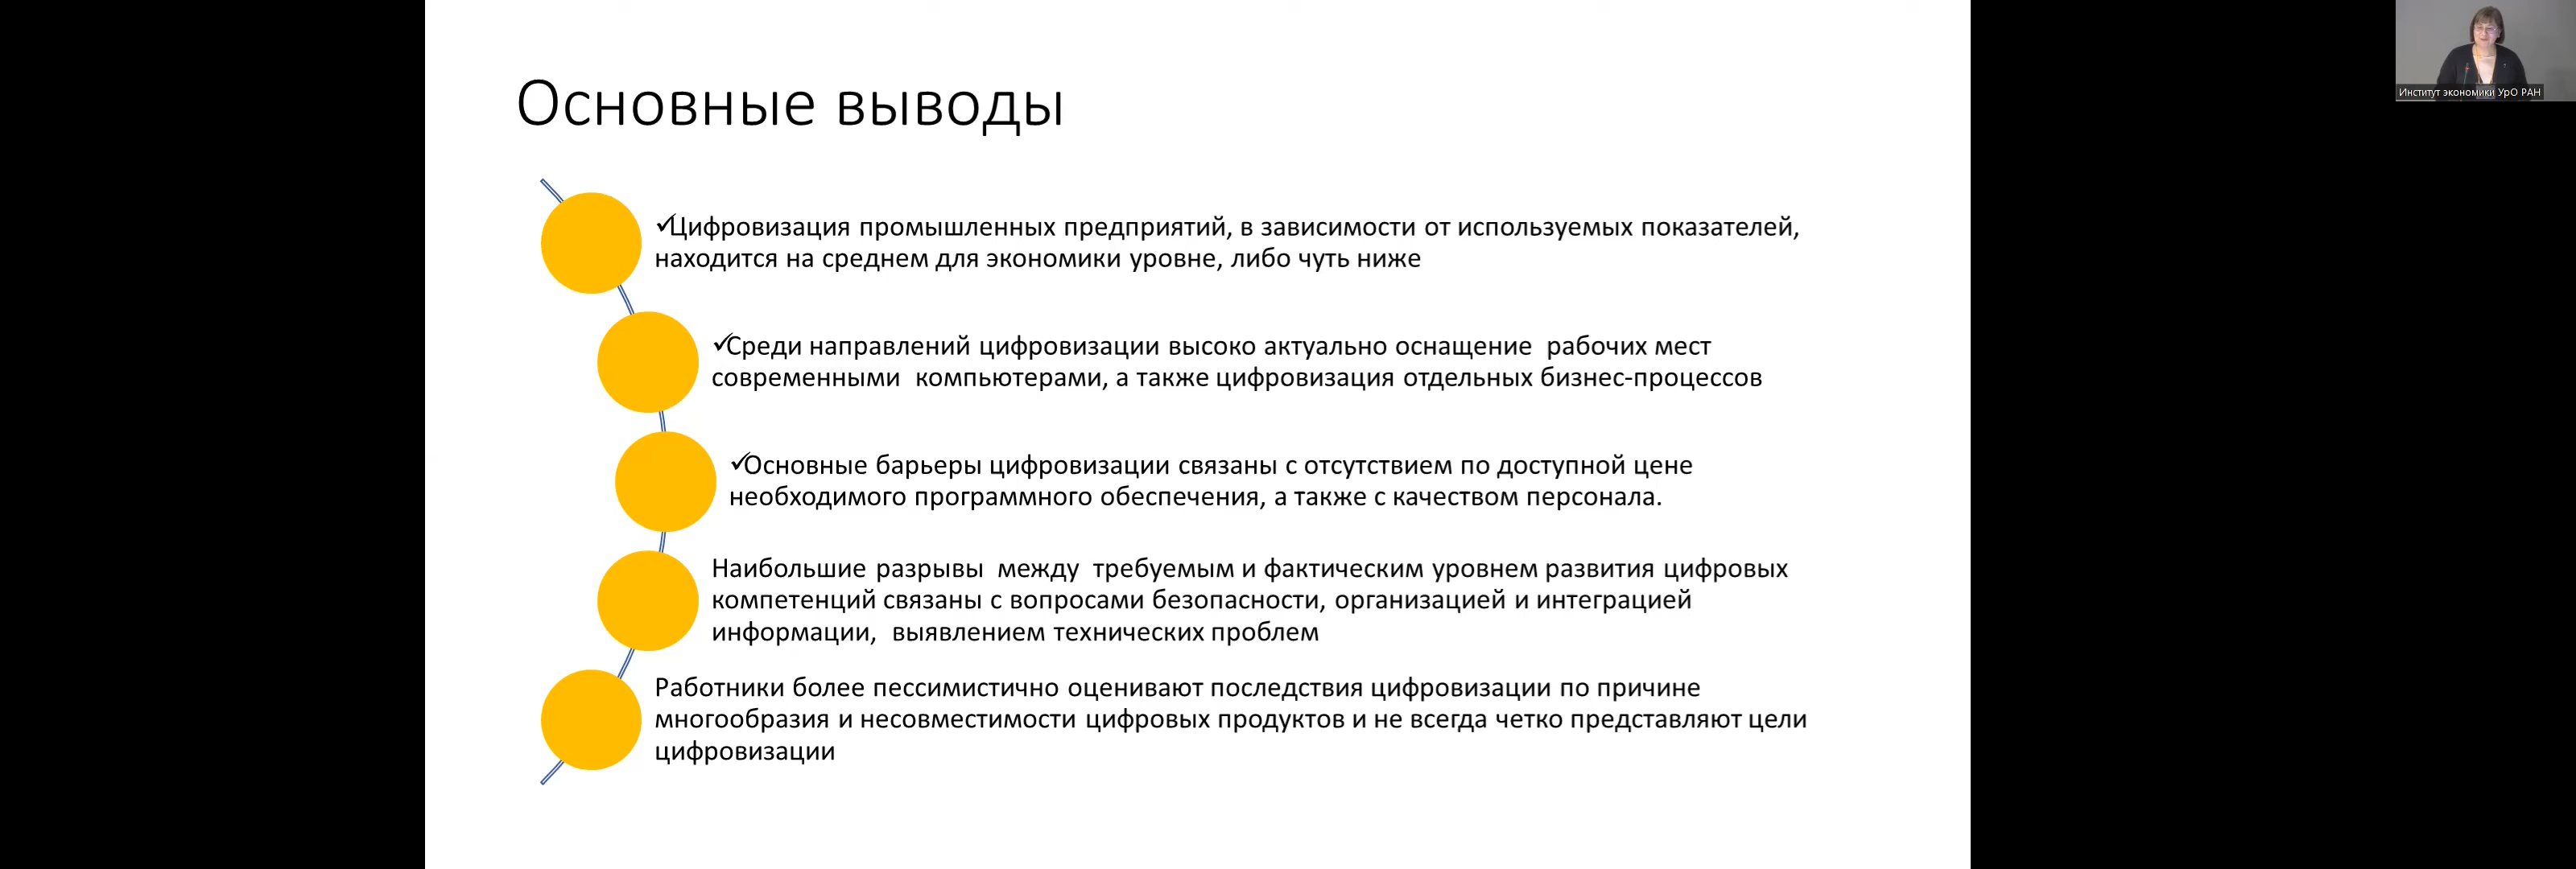 Основные выводы
Институт экономики УрО РАН
✓Цифровизация промышленных предприятий, в зависимости от используемых показателей,
находится на среднем для экономики уровне, либо чуть ниже
✓Среди направлений цифровизации высоко актуально оснащение  рабочих мест
современными  компьютерами, а также цифровизация отдельных бизнес-процессов
✓Основные барьеры цифровизации связаны с отсутствием по доступной цене
необходимого программного обеспечения, а также с качеством персонала.
Наибольшие разрывы  между  требуемым и фактическим уровнем развития цифровых
компетенций связаны с вопросами безопасности, организацией и интеграцией
информации,  выявлением технических проблем
Работники более пессимистично оценивают последствия цифровизации по причине
многообразия и несовместимости цифровых продуктов и не всегда четко представляют цели
цифровизации